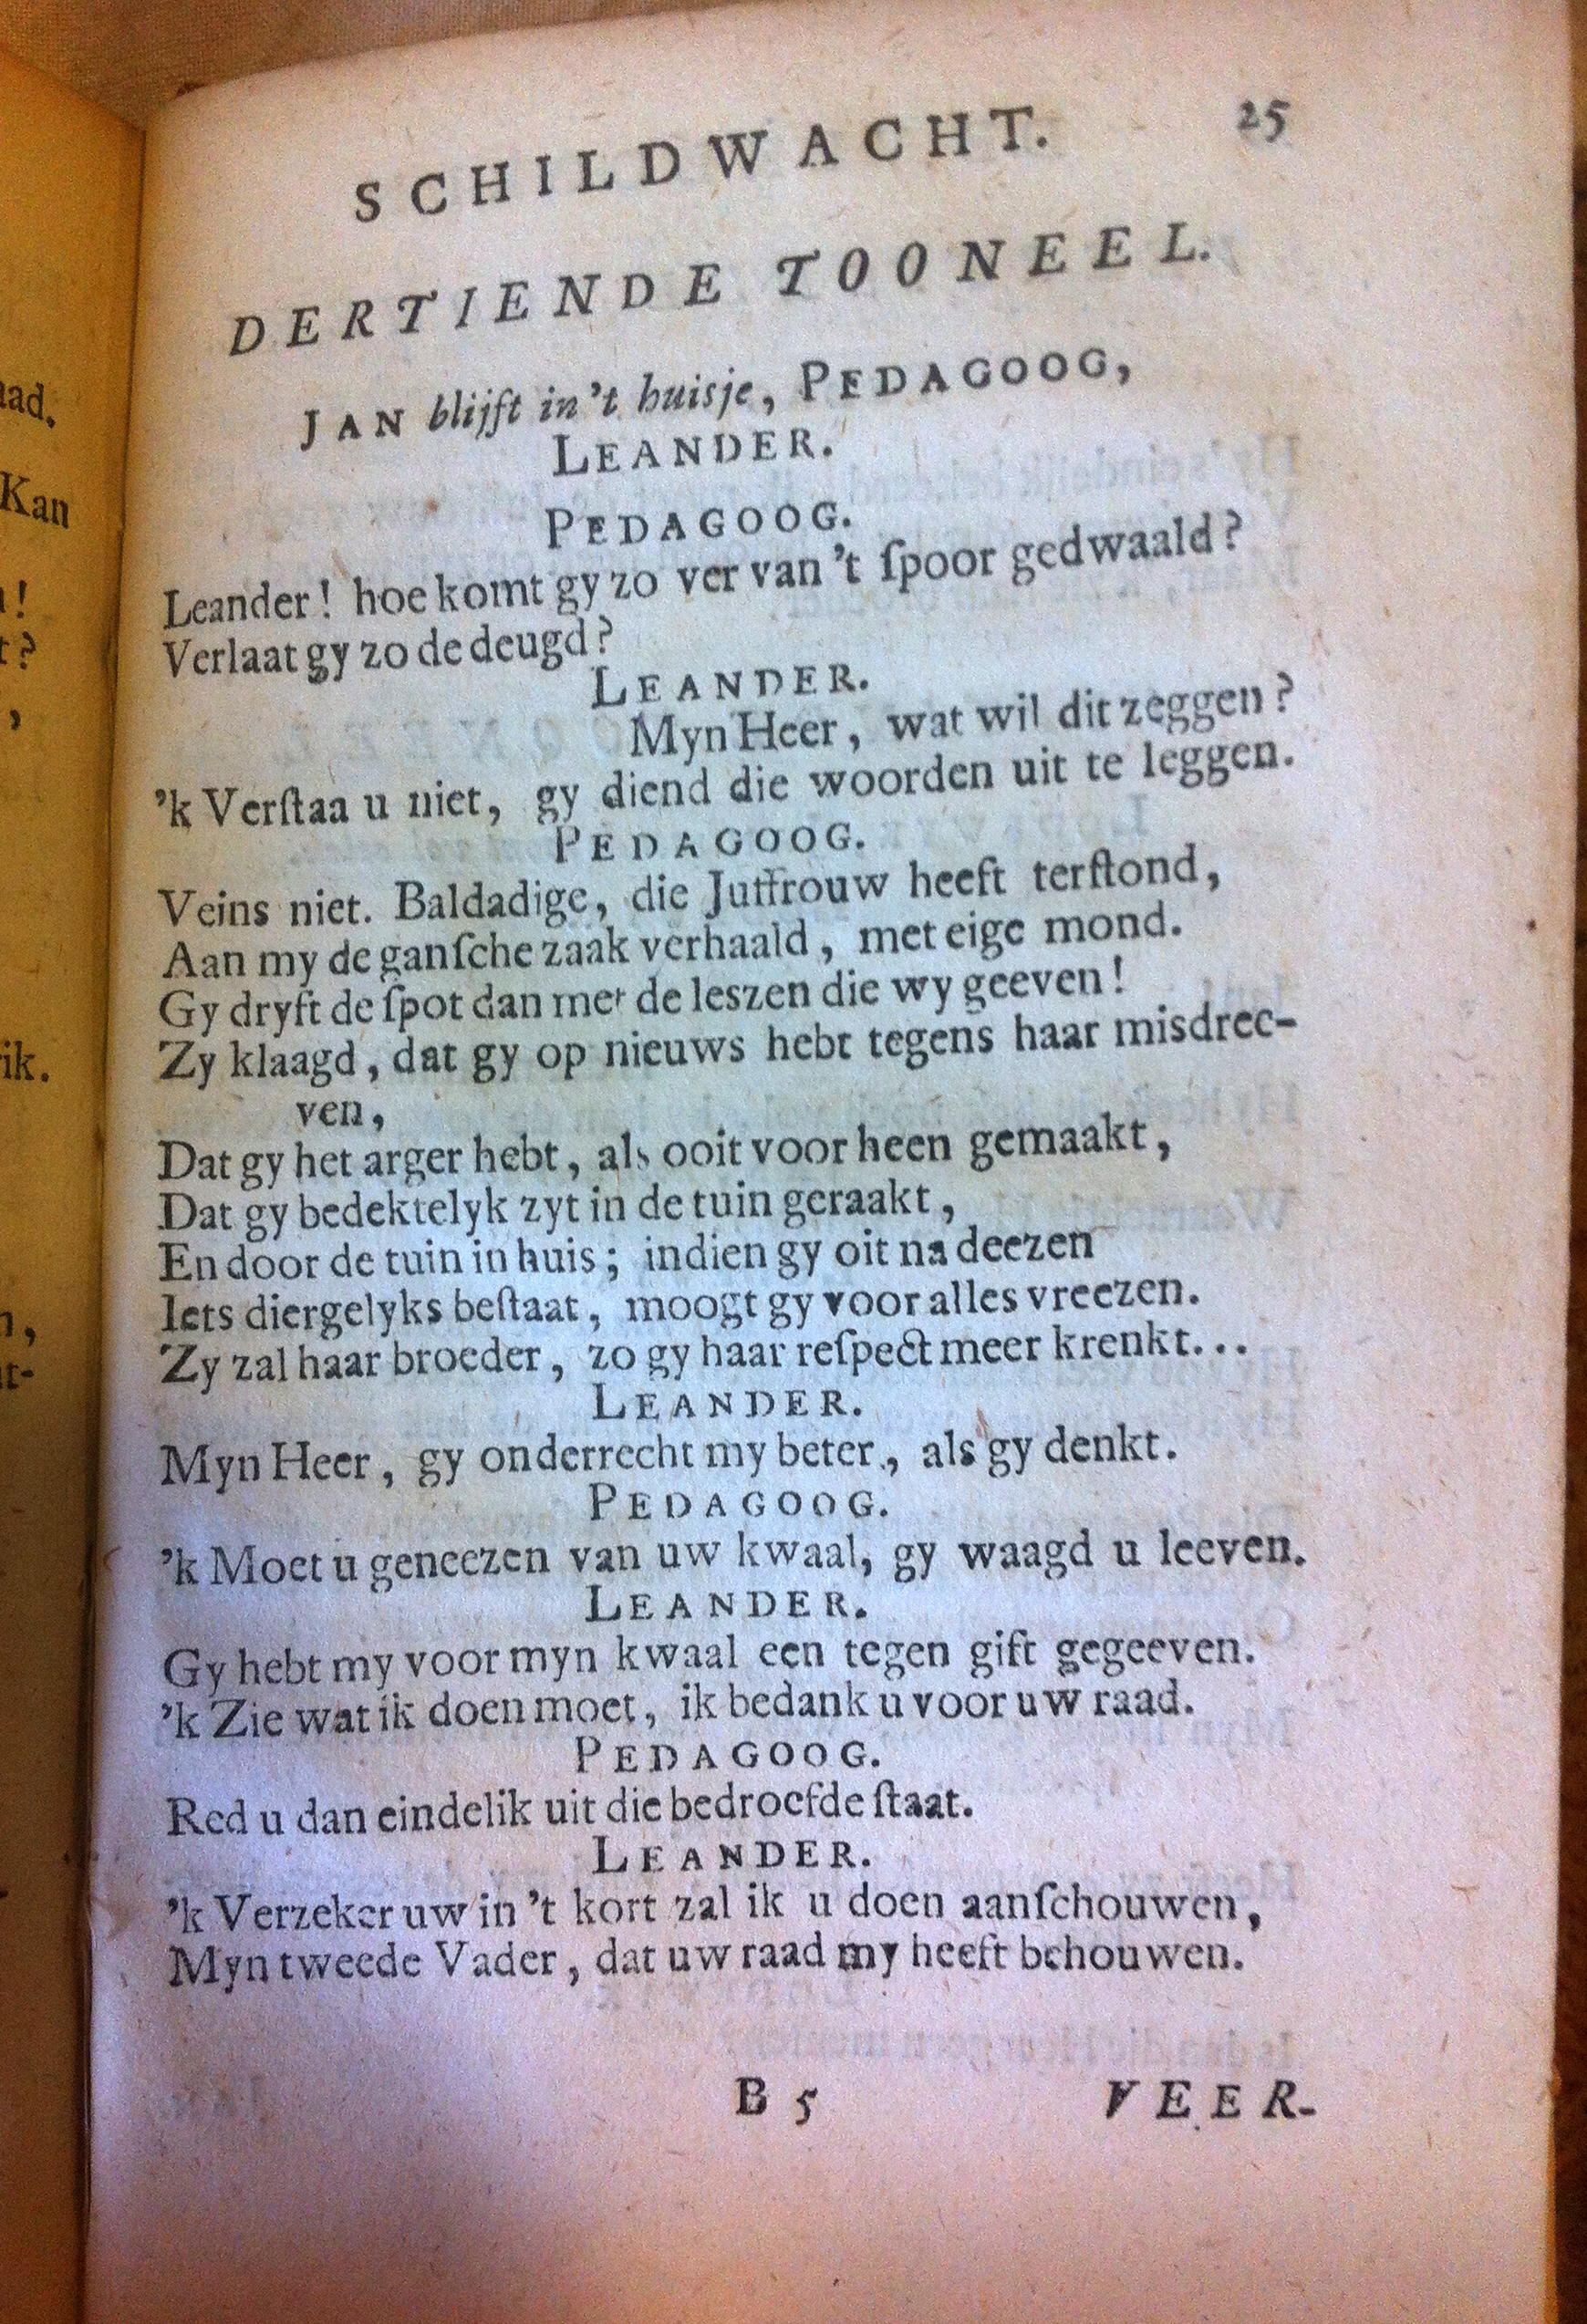 SCHILDWACHT. 25
DERTIENDE TOONEEL.
JAN blijft in 't huisje, PEDAGOOG,
LEANDER.
PEDAGOOG.
Leander! hoe komt gy zo ver van 't ſpoor gedwaald?
Verlaat gy zo de deugd?
LEANDER.
Myn Heer, wat wil dit zeggen?
'k Verſtaa u niet, gy diend die woorden uit te leggen.
PEDAGOOG.
Veins niet. Baldadige, die Juffrouw heeft terſtond,
Aan my de ganſche zaak verhaald, met eige mond.
Gy dryft de ſpot dan met de leszen die wy geeven!
Zy klaagd, dat gy op nieuws hebt tegens haar misdree-
ven,
Dat gy het arger hebt, als ooit voor heen gemaakt,
Dat gy bedektelyk zyt in de tuin geraakt,
En door de tuin in huis; indien gy oit na deezen
Iets diergelyks beſtaat, moogt gy voor alles vreezen.
Zy zal haar broeder, zo gy haar reſpect meer krenkt...
LEANDER.
Myn Heer, gy onderrecht my beter, als gy denkt.
PEDAGOOG.
'k Moet u geneezen van uw kwaal, gy waagd u leeven.
LEANDER.
Gy hebt my voor myn kwaal een tegen gift gegeeven.
'k Zie wat ik doen moet, ik bedank u voor uw raad.
PEDAGOOG.
Red u dan eindelik uit die bedroefde ſtaat.
LEANDER.
'k Verzeker uw in 't kort zal ik u doen aanſchouwen,
Myn tweede Vader, dat uw raad my heeft behouwen.
B 5 VEER-